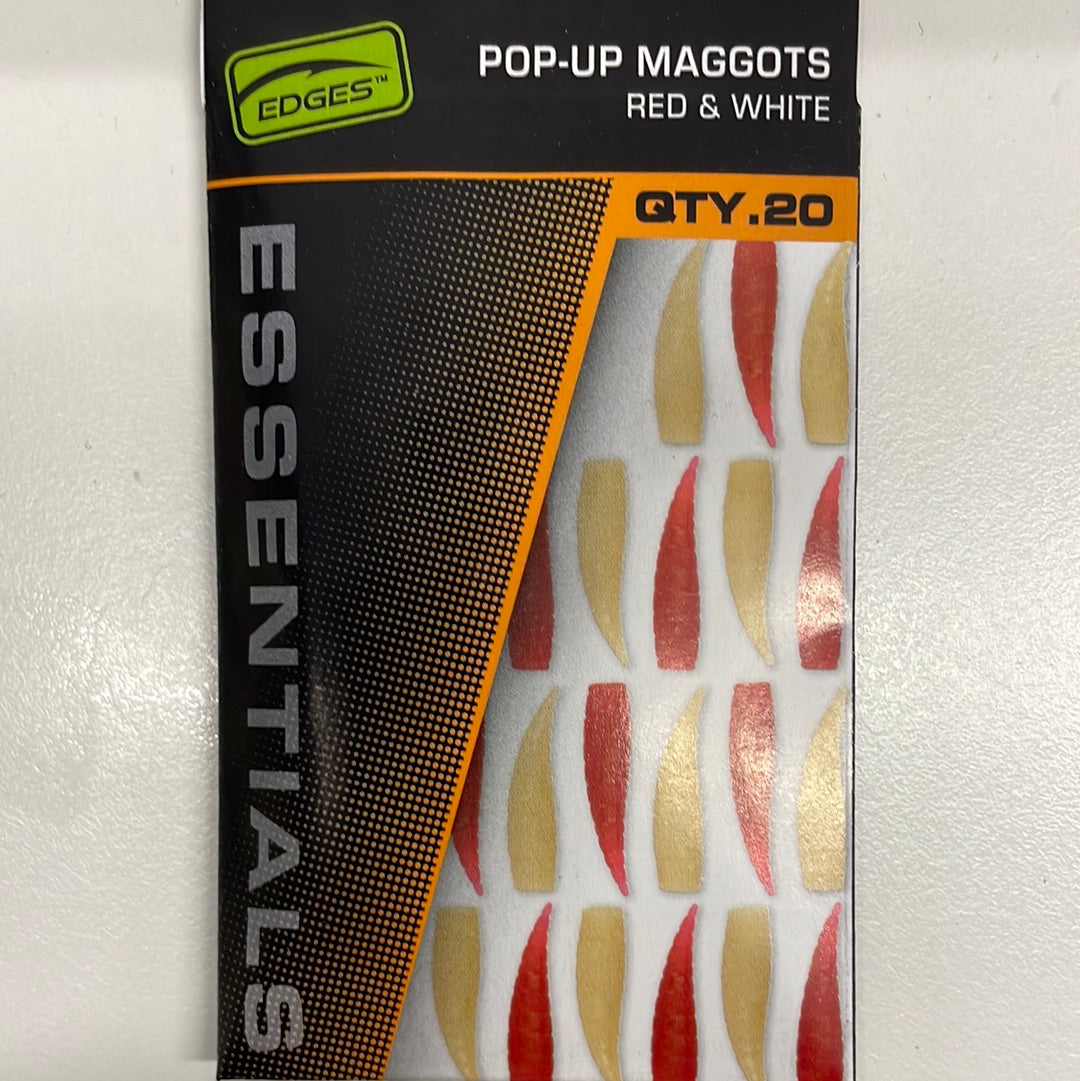 EDGES™
POP-UP MAGGOTS
RED & WHITE
QTY.20
ESSENTIALS